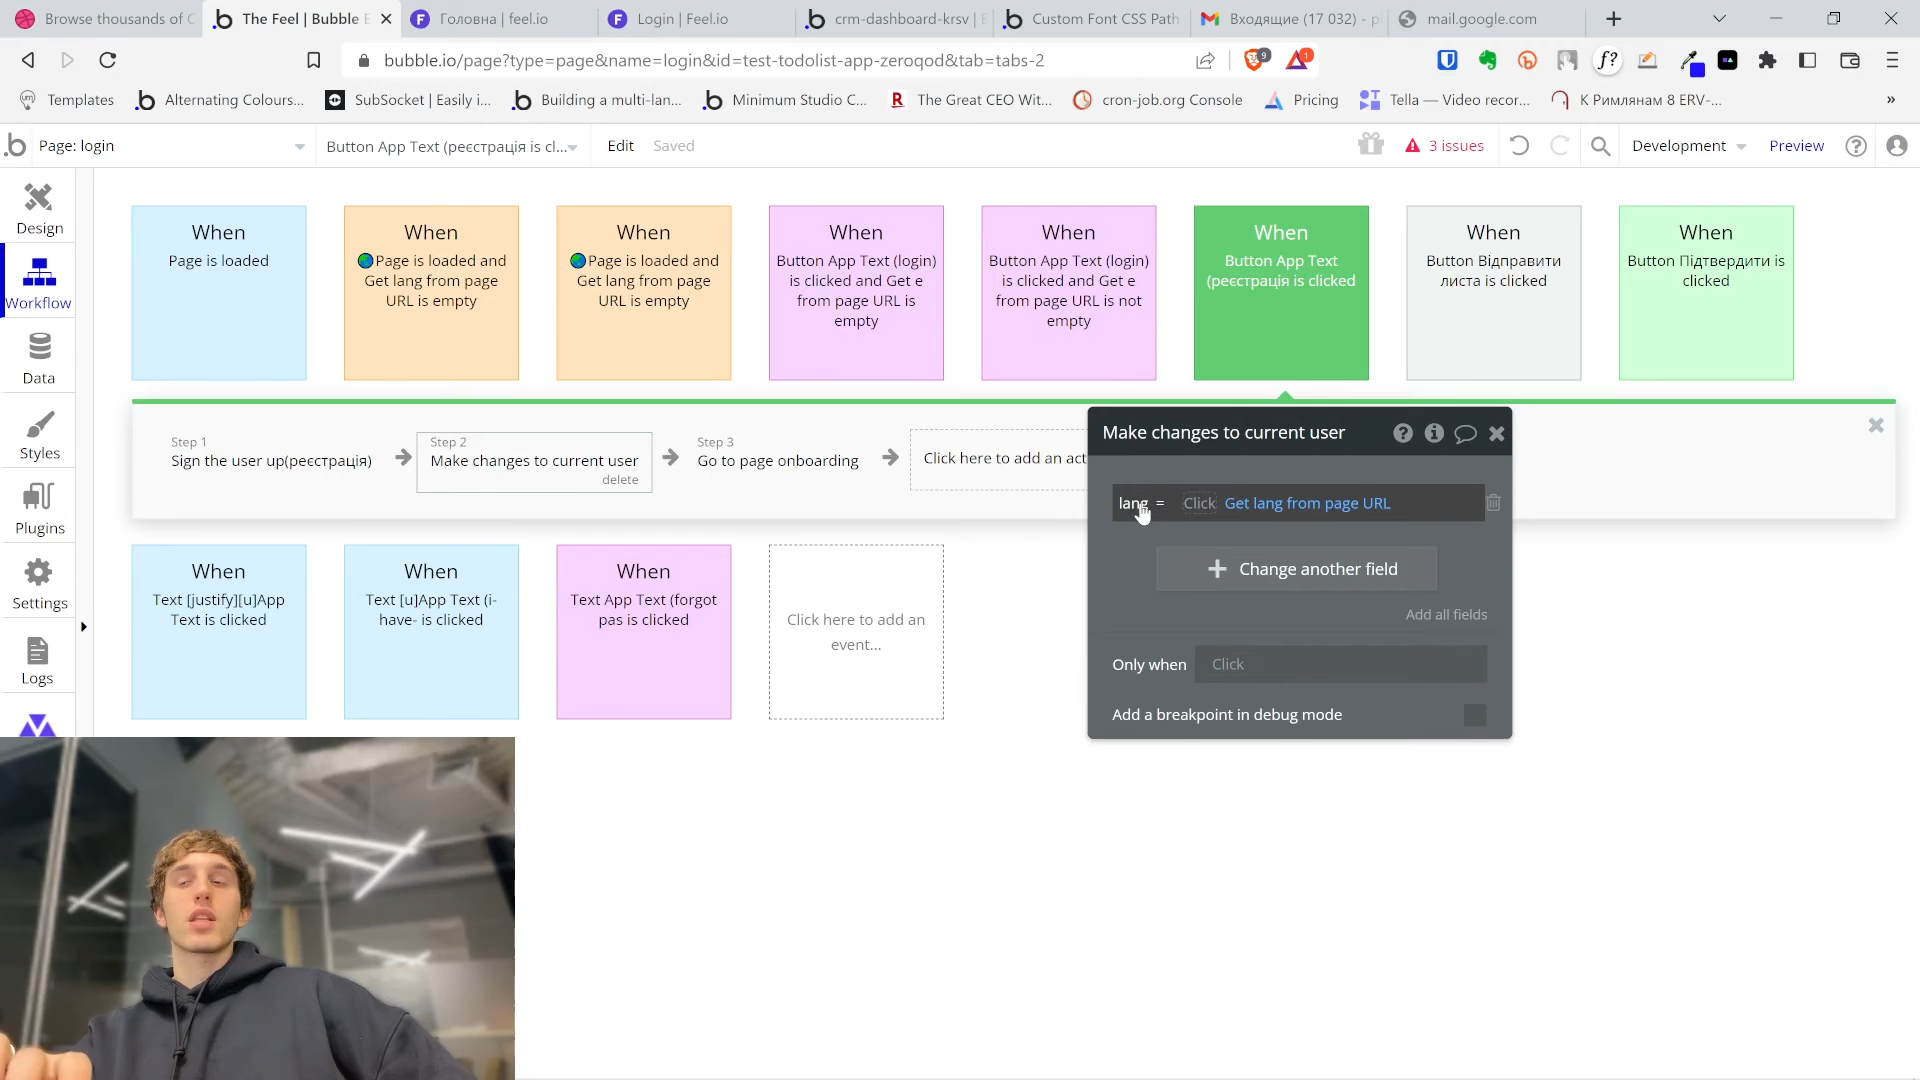 Browse thousands of C
The Feel | Bubble E
Головна | feel.io
Login | Feel.io
crm-dashboard-krsv | E
Custom Font CSS Path
Входящие (17 032) - p
mail.google.com
bubble.io/page?type=page&name=login&id=test-todolist-app-zeroqod&tab=tabs-2
9
1
f?
Templates
Alternating Colours...
SubSocket | Easily i...
Building a multi-lan...
Minimum Studio C...
The Great CEO Wit...
cron-job.org Console
Pricing
Tella — Video recor...
К Римлянам 8 ERV-...
»
Page: login
Button App Text (реєстрація is cl...
Edit
Saved
3 issues
Development
Preview
Design
Workflow
Data
Styles
Plugins
Settings
Logs
When
Page is loaded
When
Page is loaded and
Get lang from page
URL is empty
When
Page is loaded and
Get lang from page
URL is empty
When
Button App Text (login)
is clicked and Get e
from page URL is
empty
When
Button App Text (login)
is clicked and Get e
from page URL is not
empty
When
Button App Text
(реєстрація is clicked
When
Button Відправити
листа is clicked
When
Button Підтвердити is
clicked
Step 1
Sign the user up(реєстрація)
Step 2
Make changes to current user
delete
Step 3
Go to page onboarding
Click here to add an act
Make changes to current user
lang = Click Get lang from page URL
Change another field
Add all fields
Only when Click
Add a breakpoint in debug mode
When
Text [justify][u]App
Text is clicked
When
Text [u]App Text (i-
have- is clicked
When
Text App Text (forgot
pas is clicked
Click here to add an
event...